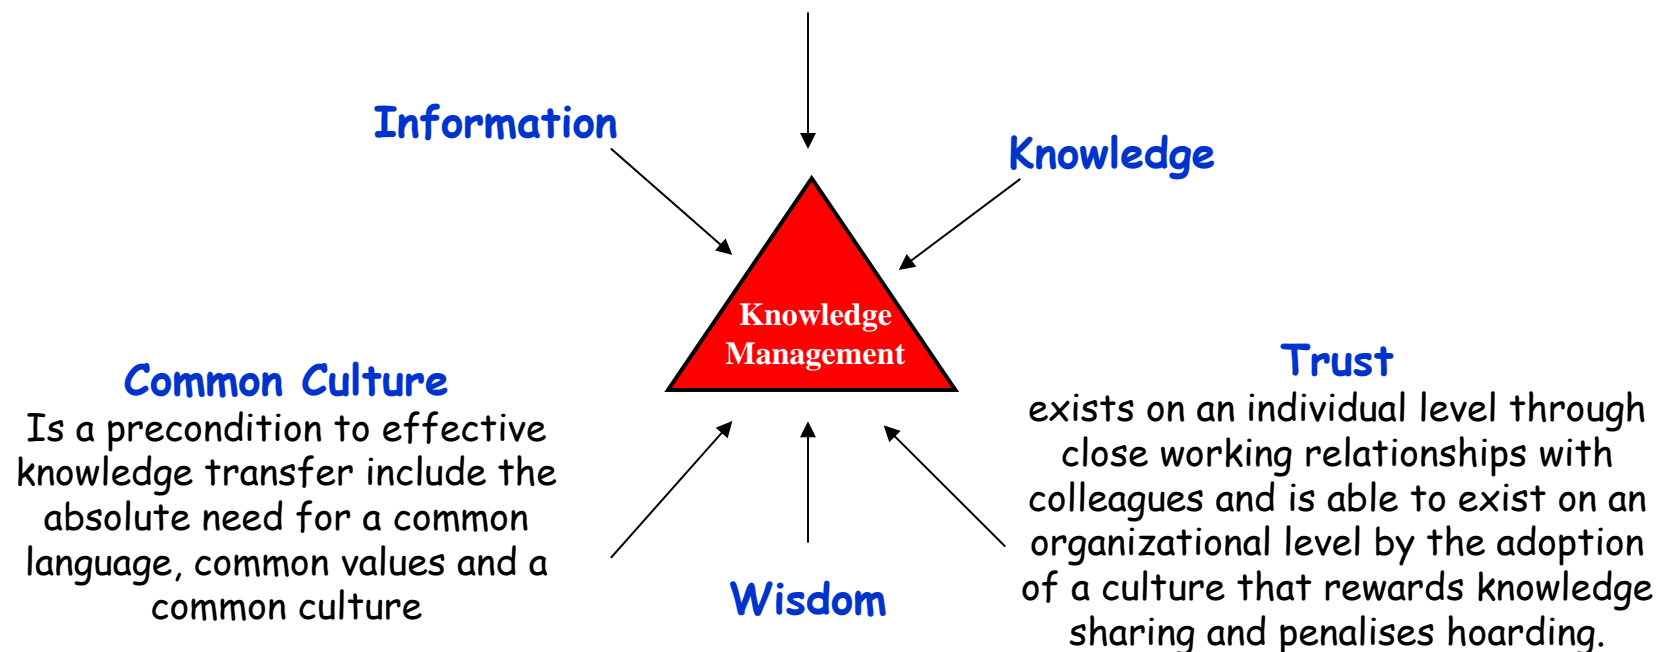 Information
Knowledge
Knowledge
Management
Common Culture
Is a precondition to effective
knowledge transfer include the
absolute need for a common
language, common values and a
common culture
Trust
exists on an individual level through
close working relationships with
colleagues and is able to exist on an
organizational level by the adoption
of a culture that rewards knowledge
sharing and penalises hoarding.
Wisdom